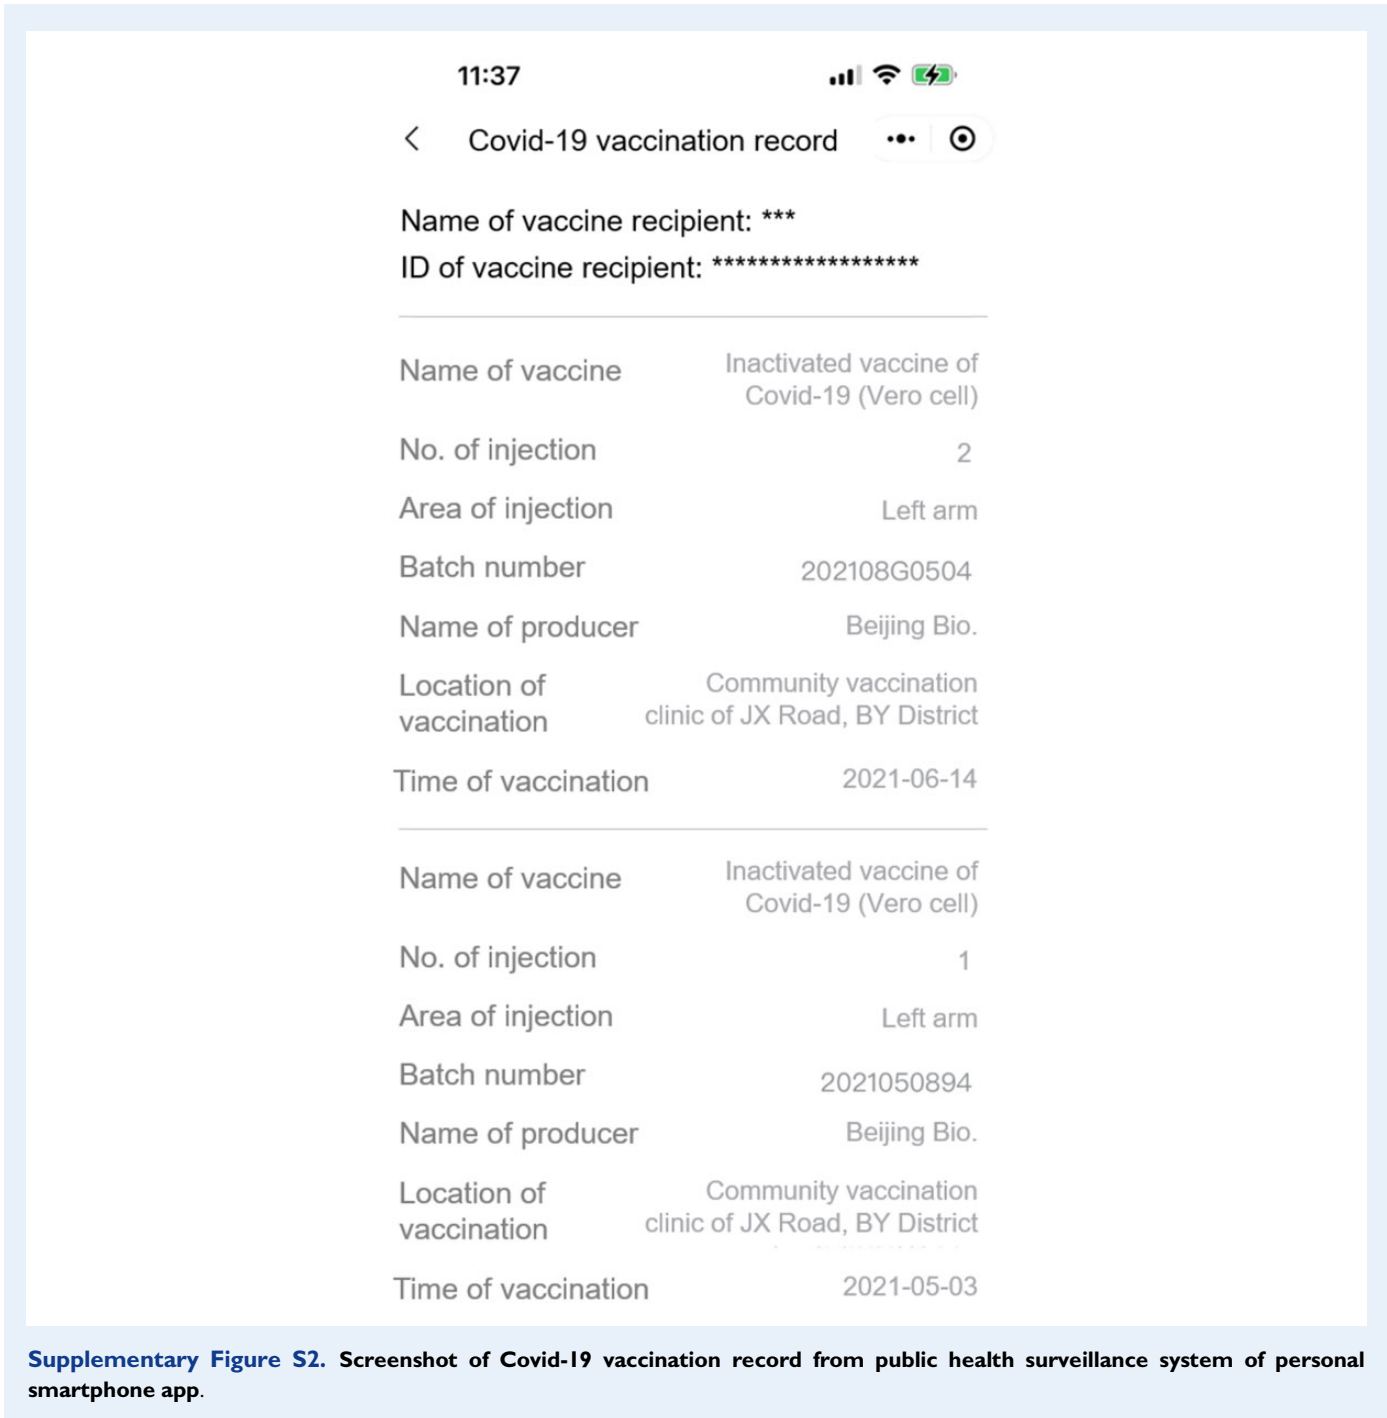 11:37
Covid-19 vaccination record
Name of vaccine recipient: ***
ID of vaccine recipient: ******************
Name of vaccine
Inactivated vaccine of
Covid-19 (Vero cell)
No. of injection 2
Area of injection Left arm
Batch number 202108G0504
Name of producer Beijing Bio.
Location of
vaccination
Community vaccination
clinic of JX Road, BY District
Time of vaccination 2021-06-14
Name of vaccine
Inactivated vaccine of
Covid-19 (Vero cell)
No. of injection 1
Area of injection Left arm
Batch number 2021050894
Name of producer Beijing Bio.
Location of
vaccination
Community vaccination
clinic of JX Road, BY District
Time of vaccination 2021-05-03
Supplementary Figure S2. Screenshot of Covid-19 vaccination record from public health surveillance system of personal
smartphone app.